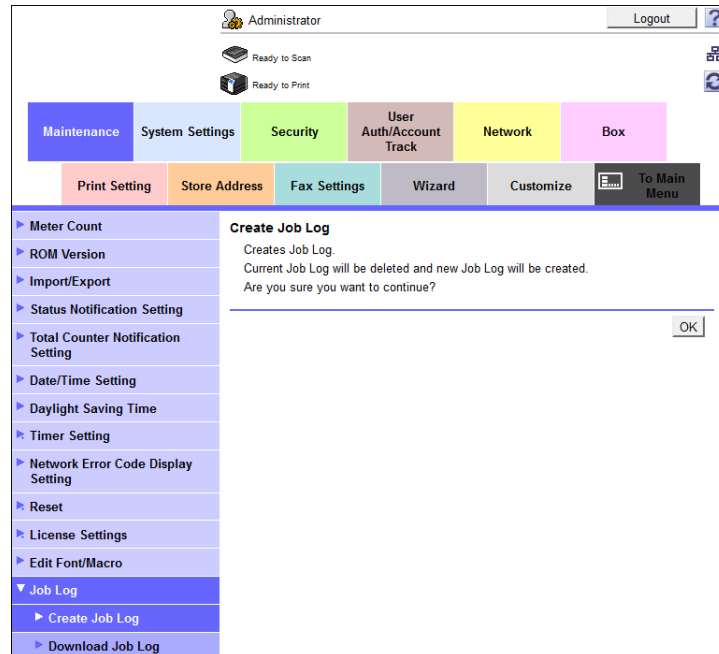 Administrator
Logout
?
Ready to Scan
Ready to Print
Maintenance
System Settings
Security
User
Auth/Account
Track
Network
Box
Print Setting
Store Address
Fax Settings
Wizard
Customize
To Main
Menu
Meter Count
ROM Version
Import/Export
Status Notification Setting
Total Counter Notification
Setting
Date/Time Setting
Daylight Saving Time
Timer Setting
Network Error Code Display
Setting
Reset
License Settings
Edit Font/Macro
Job Log
Create Job Log
Download Job Log
Create Job Log
Creates Job Log.
Current Job Log will be deleted and new Job Log will be created.
Are you sure you want to continue?
OK